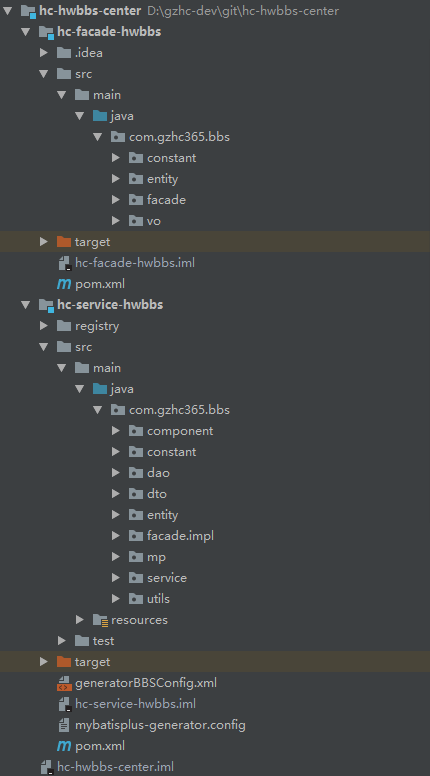 hc-hwbbs-center D:\gzhc-dev\git\hc-hwbbs-center
hc-facade-hwbbs
.idea
src
main
java
com.gzhc365.bbs
constant
entity
facade
vo
target
hc-facade-hwbbs.iml
pom.xml
hc-service-hwbbs
registry
src
main
java
com.gzhc365.bbs
component
constant
dao
dto
entity
facade.impl
mp
service
utils
resources
test
target
generatorBBSConfig.xml
hc-service-hwbbs.iml
mybatisplus-generator.config
pom.xml
hc-hwbbs-center.iml